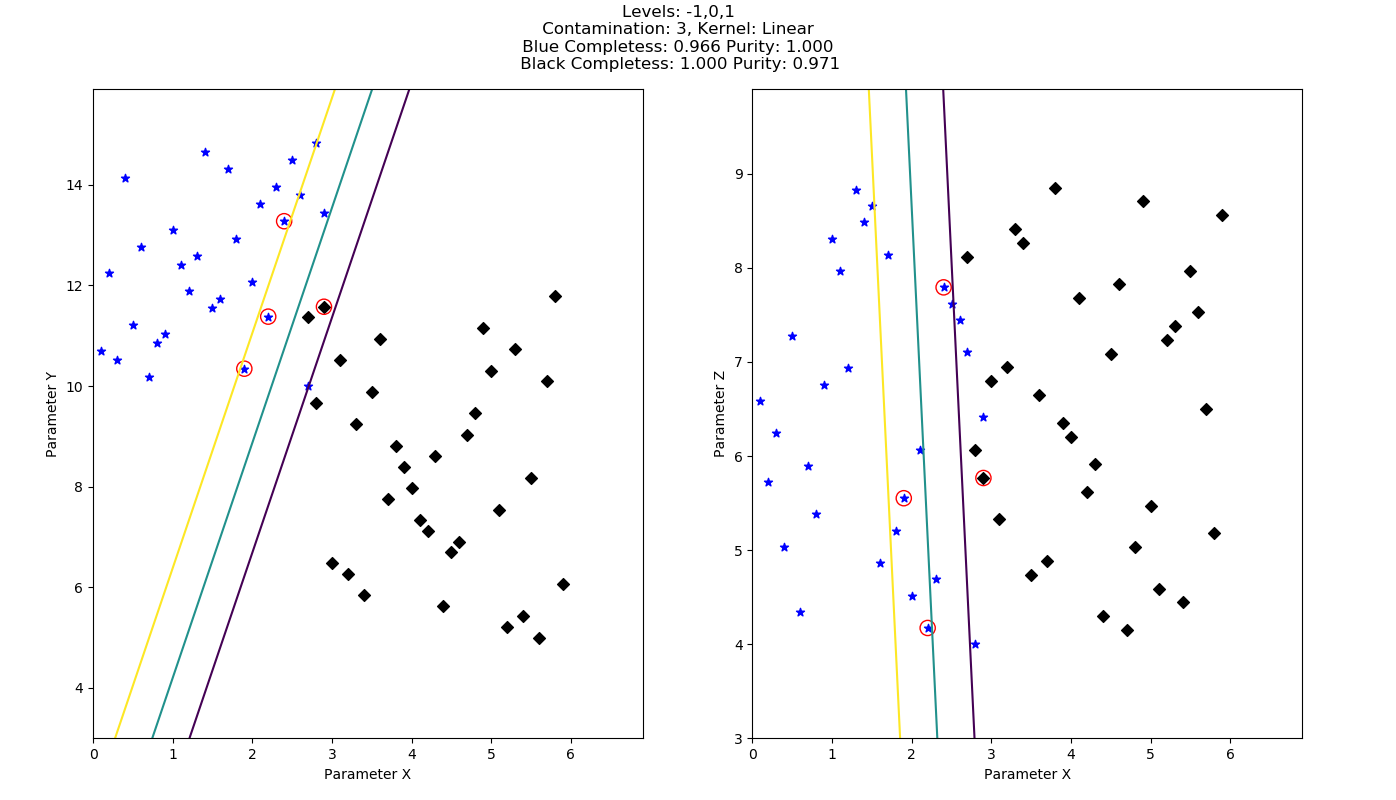 Levels: -1,0,1
Contamination: 3, Kernel: Linear
Blue Completess: 0.966 Purity: 1.000
Black Completess: 1.000 Purity: 0.971
14
12
10
8
6
4
Parameter Y
0 1 2 3 4 5 6
Parameter X
9
8
7
6
5
4
3
Parameter Z
0 1 2 3 4 5 6
Parameter X